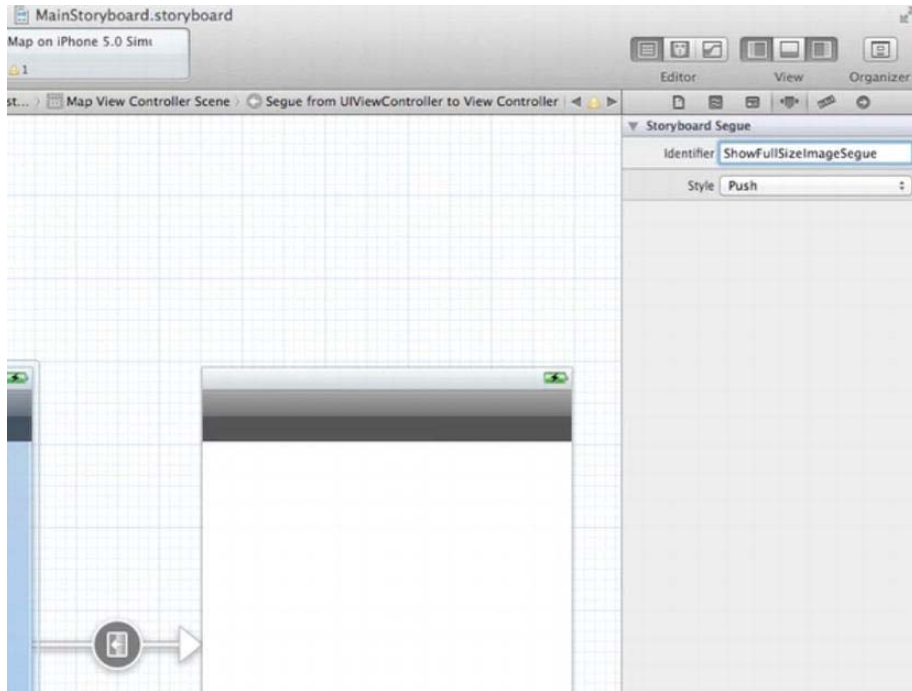 MainStoryboard.storyboard
Map on iPhone 5.0 Simu
1
Editor
View
Organizer
st...
Map View Controller Scene
Segue from UIViewController to View Controller
Storyboard Segue
Identifier ShowFullSizeImageSegue
Style Push